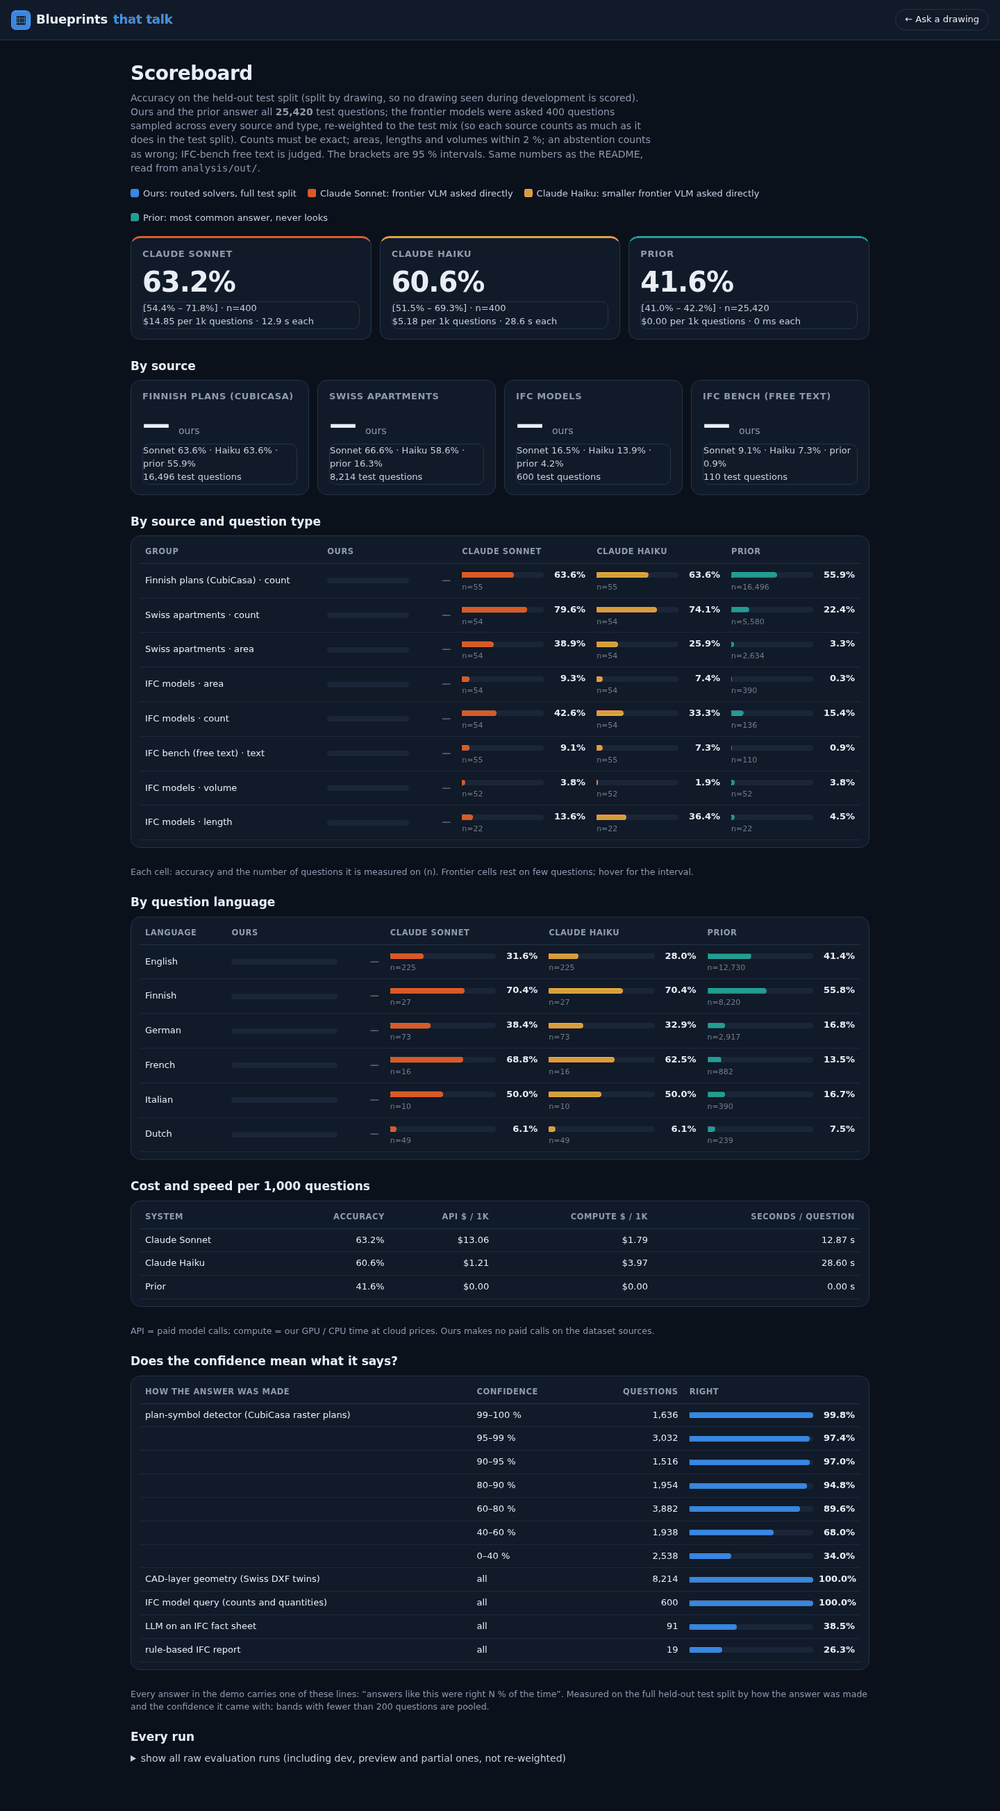 Blueprints that talk
← Ask a drawing
Scoreboard
Accuracy on the held-out test split (split by drawing, so no drawing seen during development is scored).
Ours and the prior answer all 25,420 test questions; the frontier models were asked 400 questions
sampled across every source and type, re-weighted to the test mix (so each source counts as much as it
does in the test split). Counts must be exact; areas, lengths and volumes within 2 %; an abstention counts
as wrong; IFC-bench free text is judged. The brackets are 95 % intervals. Same numbers as the README,
read from analysis/out/.
Ours: routed solvers, full test split Claude Sonnet: frontier VLM asked directly Claude Haiku: smaller frontier VLM asked directly
Prior: most common answer, never looks
CLAUDE SONNET
63.2%
[54.4% – 71.8%] · n=400
$14.85 per 1k questions · 12.9 s each
CLAUDE HAIKU
60.6%
[51.5% – 69.3%] · n=400
$5.18 per 1k questions · 28.6 s each
PRIOR
41.6%
[41.0% – 42.2%] · n=25,420
$0.00 per 1k questions · 0 ms each
By source
FINNISH PLANS (CUBICASA)
— ours
Sonnet 63.6% · Haiku 63.6% ·
prior 55.9%
16,496 test questions
SWISS APARTMENTS
— ours
Sonnet 66.6% · Haiku 58.6% ·
prior 16.3%
8,214 test questions
IFC MODELS
— ours
Sonnet 16.5% · Haiku 13.9% ·
prior 4.2%
600 test questions
IFC BENCH (FREE TEXT)
— ours
Sonnet 9.1% · Haiku 7.3% · prior
0.9%
110 test questions
By source and question type
GROUP OURS CLAUDE SONNET CLAUDE HAIKU PRIOR
Finnish plans (CubiCasa) · count — 63.6% 63.6% 55.9%
n=55 n=55 n=16,496
Swiss apartments · count — 79.6% 74.1% 22.4%
n=54 n=54 n=5,580
Swiss apartments · area — 38.9% 25.9% 3.3%
n=54 n=54 n=2,634
IFC models · area — 9.3% 7.4% 0.3%
n=54 n=54 n=390
IFC models · count — 42.6% 33.3% 15.4%
n=54 n=54 n=136
IFC bench (free text) · text — 9.1% 7.3% 0.9%
n=55 n=55 n=110
IFC models · volume — 3.8% 1.9% 3.8%
n=52 n=52 n=52
IFC models · length — 13.6% 36.4% 4.5%
n=22 n=22 n=22
Each cell: accuracy and the number of questions it is measured on (n). Frontier cells rest on few questions; hover for the interval.
By question language
LANGUAGE OURS CLAUDE SONNET CLAUDE HAIKU PRIOR
English — 31.6% 28.0% 41.4%
n=225 n=225 n=12,730
Finnish — 70.4% 70.4% 55.8%
n=27 n=27 n=8,220
German — 38.4% 32.9% 16.8%
n=73 n=73 n=2,917
French — 68.8% 62.5% 13.5%
n=16 n=16 n=882
Italian — 50.0% 50.0% 16.7%
n=10 n=10 n=390
Dutch — 6.1% 6.1% 7.5%
n=49 n=49 n=239
Cost and speed per 1,000 questions
SYSTEM ACCURACY API $ / 1K COMPUTE $ / 1K SECONDS / QUESTION
Claude Sonnet 63.2% $13.06 $1.79 12.87 s
Claude Haiku 60.6% $1.21 $3.97 28.60 s
Prior 41.6% $0.00 $0.00 0.00 s
API = paid model calls; compute = our GPU / CPU time at cloud prices. Ours makes no paid calls on the dataset sources.
Does the confidence mean what it says?
HOW THE ANSWER WAS MADE CONFIDENCE QUESTIONS RIGHT
plan-symbol detector (CubiCasa raster plans) 99–100 % 1,636 99.8%
95–99 % 3,032 97.4%
90–95 % 1,516 97.0%
80–90 % 1,954 94.8%
60–80 % 3,882 89.6%
40–60 % 1,938 68.0%
0–40 % 2,538 34.0%
CAD-layer geometry (Swiss DXF twins) all 8,214 100.0%
IFC model query (counts and quantities) all 600 100.0%
LLM on an IFC fact sheet all 91 38.5%
rule-based IFC report all 19 26.3%
Every answer in the demo carries one of these lines: “answers like this were right N % of the time”. Measured on the full held-out test split by how the answer was made
and the confidence it came with; bands with fewer than 200 questions are pooled.
Every run
▶ show all raw evaluation runs (including dev, preview and partial ones, not re-weighted)